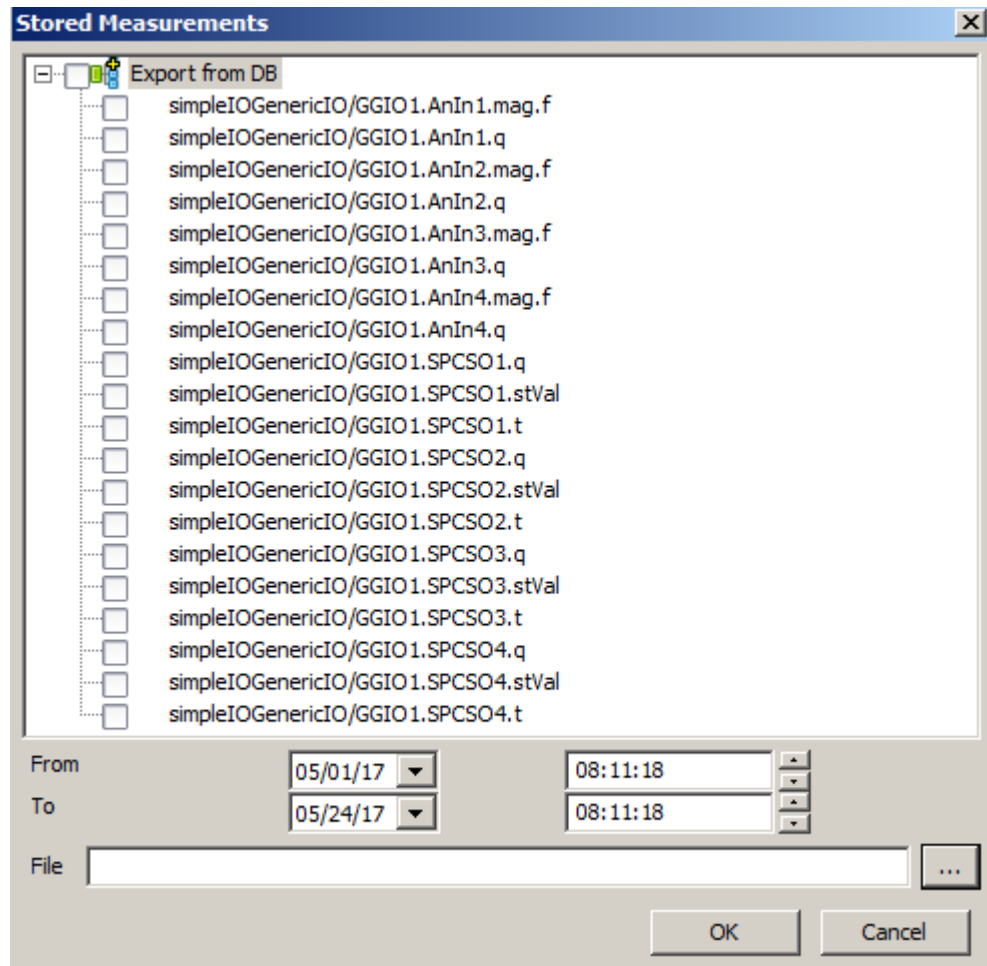 Stored Measurements
Export from DB
simpleIOGenericIO/GGIO1.AnIn1.mag.f
simpleIOGenericIO/GGIO1.AnIn1.q
simpleIOGenericIO/GGIO1.AnIn2.mag.f
simpleIOGenericIO/GGIO1.AnIn2.q
simpleIOGenericIO/GGIO1.AnIn3.mag.f
simpleIOGenericIO/GGIO1.AnIn3.q
simpleIOGenericIO/GGIO1.AnIn4.mag.f
simpleIOGenericIO/GGIO1.AnIn4.q
simpleIOGenericIO/GGIO1.SPCSO1.q
simpleIOGenericIO/GGIO1.SPCSO1.stVal
simpleIOGenericIO/GGIO1.SPCSO1.t
simpleIOGenericIO/GGIO1.SPCSO2.q
simpleIOGenericIO/GGIO1.SPCSO2.stVal
simpleIOGenericIO/GGIO1.SPCSO2.t
simpleIOGenericIO/GGIO1.SPCSO3.q
simpleIOGenericIO/GGIO1.SPCSO3.stVal
simpleIOGenericIO/GGIO1.SPCSO3.t
simpleIOGenericIO/GGIO1.SPCSO4.q
simpleIOGenericIO/GGIO1.SPCSO4.stVal
simpleIOGenericIO/GGIO1.SPCSO4.t
From 05/01/17 08:11:18
To 05/24/17 08:11:18
File ...
OK Cancel